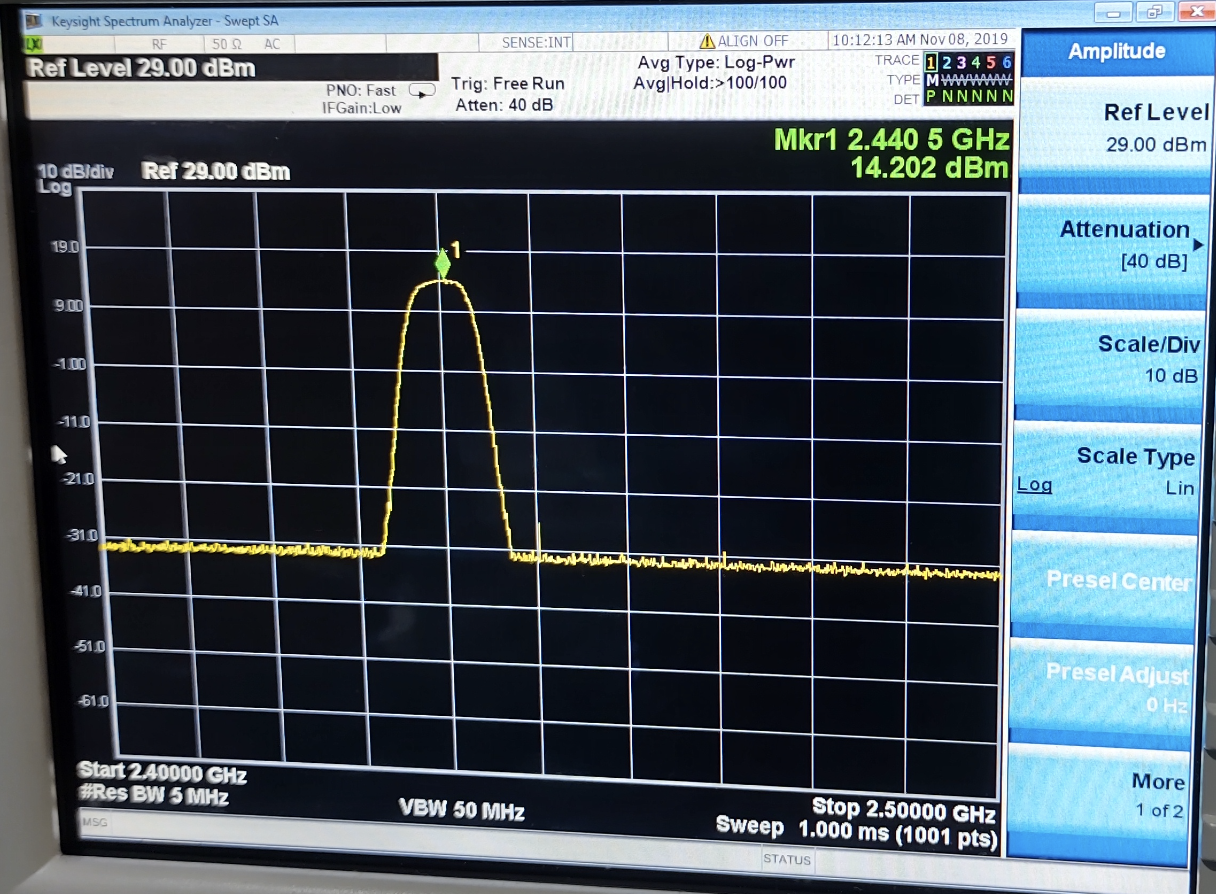 Keysight Spectrum Analyzer - Swept SA
LXI
RF 50 Ω AC SENSE:INT ALIGN OFF 10:12:13 AM Nov 08, 2019
Ref Level 29.00 dBm
PNO: Fast
IFGain:Low
Trig: Free Run
Atten: 40 dB
Avg Type: Log-Pwr
Avg|Hold:>100/100
TRACE 1 2 3 4 5 6
TYPE M WWWWW
DET P N N N N N
Mkr1 2.440 5 GHz
14.202 dBm
10 dB/div Ref 29.00 dBm
Log
1
19.0
9.00
-1.00
-11.0
-21.0
-31.0
-41.0
-51.0
-61.0
Start 2.40000 GHz
#Res BW 5 MHz
VBW 50 MHz
Stop 2.50000 GHz
Sweep 1.000 ms (1001 pts)
MSG
STATUS
Amplitude
Ref Level
29.00 dBm
Attenuation
[40 dB]
Scale/Div
10 dB
Scale Type
Log Lin
Presel Center
Presel Adjust
0 Hz
More
1 of 2